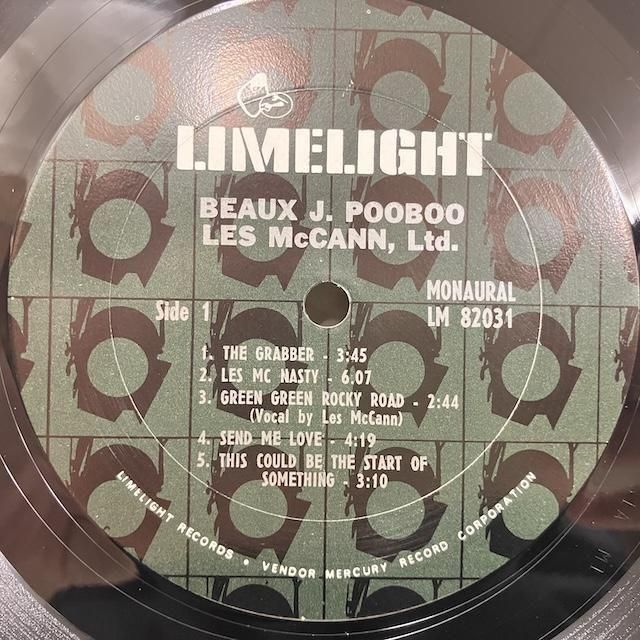 LIMELIGHT
BEAUX J. POOBOO
LES McCANN, Ltd.
MONAURAL
Side 1
LM 82031
1. THE GRABBER - 3:45
2. LES MC NASTY - 6.07
3. GREEN GREEN ROCKY ROAD - 2:44
(Vocal by Les McCann)
4. SEND ME LOVE - 4:19
5. THIS COULD BE THE START OF
SOMETHING - 3:10
LIMELIGHT RECORDS • VENDOR MERCURY RECORD CORPORATION